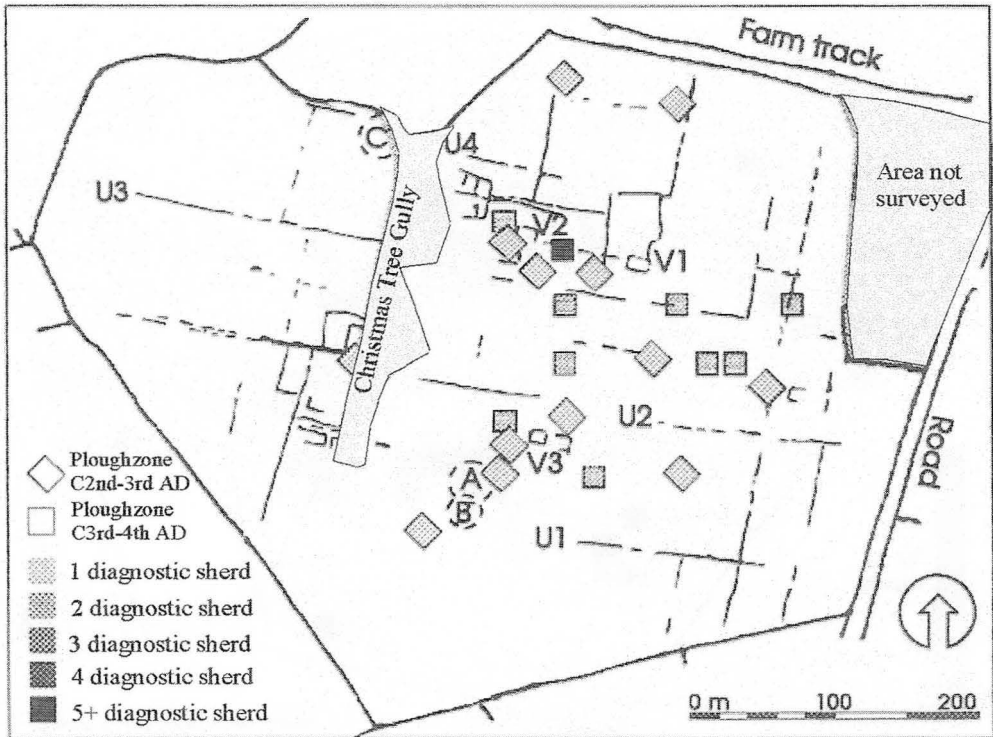 Farm track
C
U4
U3
Area not
surveyed
V2
V1
Christmas Tree Gully
U2
Road
V3
A
B
U1
Ploughzone
C2nd-3rd AD
Ploughzone
C3rd-4th AD
1 diagnostic sherd
2 diagnostic sherd
3 diagnostic sherd
4 diagnostic sherd
5+ diagnostic sherd
0 m 100 200